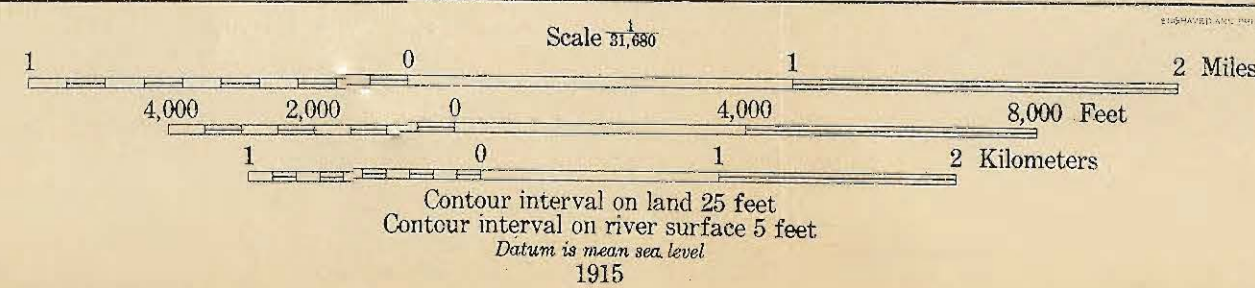 Scale 1/31,680
1 0 1 2 Miles
4,000 2,000 0 4,000 8,000 Feet
1 0 1 2 Kilometers
Contour interval on land 25 feet
Contour interval on river surface 5 feet
Datum is mean sea level
1915